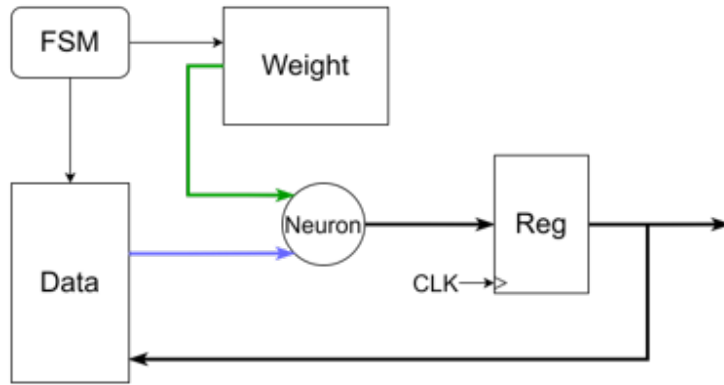 FSM
Weight
Neuron
Reg
CLK
Data